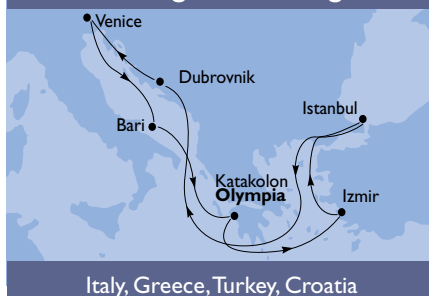 Venice
Dubrovnik
Istanbul
Bari
Katakolon
Olympia
Izmir
Italy, Greece, Turkey, Croatia